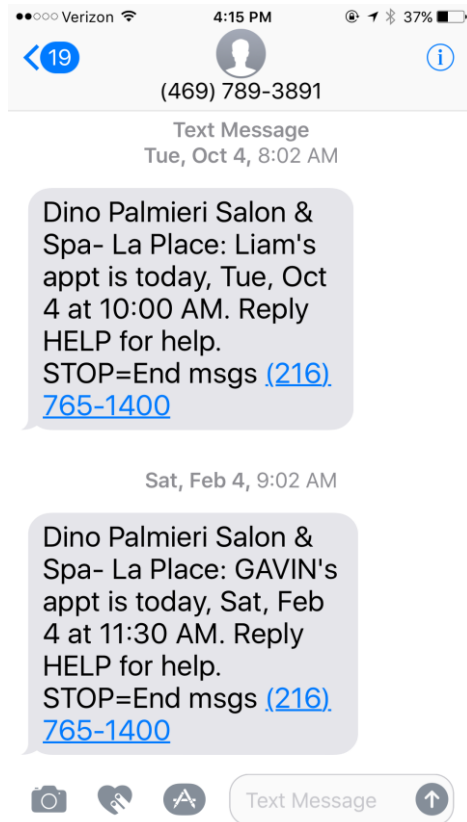 Verizon 4:15 PM 37%
19
(469) 789-3891
Text Message
Tue, Oct 4, 8:02 AM
Dino Palmieri Salon &
Spa- La Place: Liam's
appt is today, Tue, Oct
4 at 10:00 AM. Reply
HELP for help.
STOP=End msgs (216)
765-1400
Sat, Feb 4, 9:02 AM
Dino Palmieri Salon &
Spa- La Place: GAVIN's
appt is today, Sat, Feb
4 at 11:30 AM. Reply
HELP for help.
STOP=End msgs (216)
765-1400
Text Message